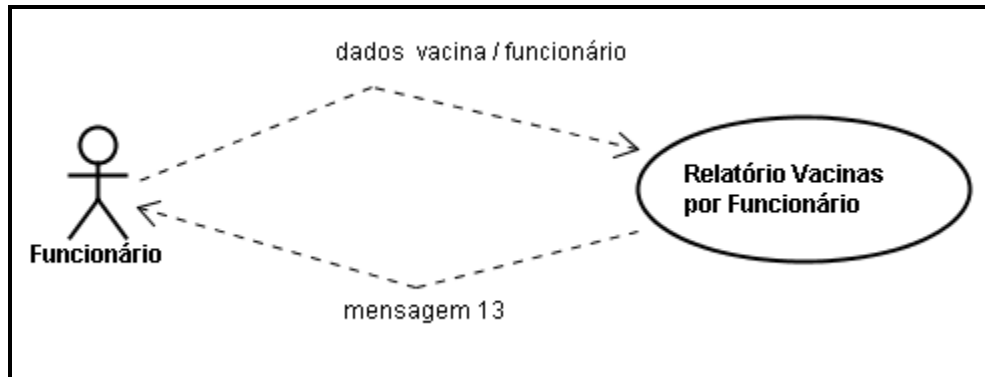 dados vacina / funcionário
Relatório Vacinas
por Funcionário
Funcionário
mensagem 13